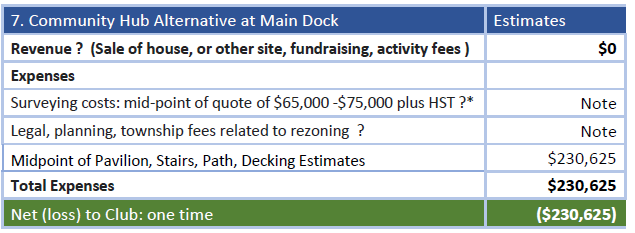 7. Community Hub Alternative at Main Dock Estimates
Revenue ? (Sale of house, or other site, fundraising, activity fees ) $0
Expenses
Surveying costs: mid-point of quote of $65,000 -$75,000 plus HST ?* Note
Legal, planning, township fees related to rezoning ? Note
Midpoint of Pavilion, Stairs, Path, Decking Estimates $230,625
Total Expenses $230,625
Net (loss) to Club: one time ($230,625)